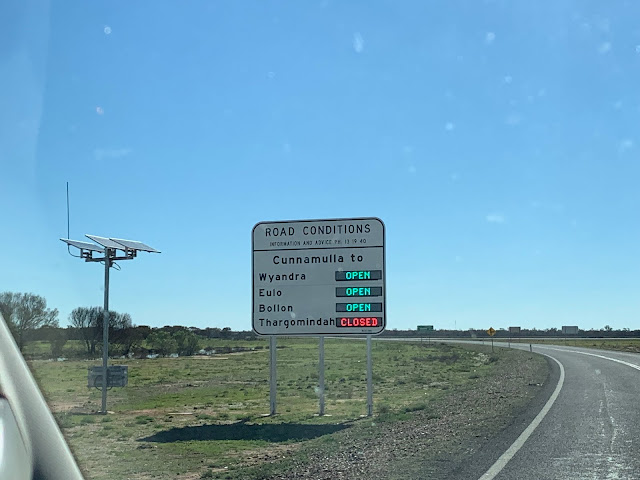 ROAD CONDITIONS
INFORMATION AND ADVICE PH. 13 19 40
Cunnamulla to
Wyandra OPEN
Eulo OPEN
Bollon OPEN
Thargomindah CLOSED